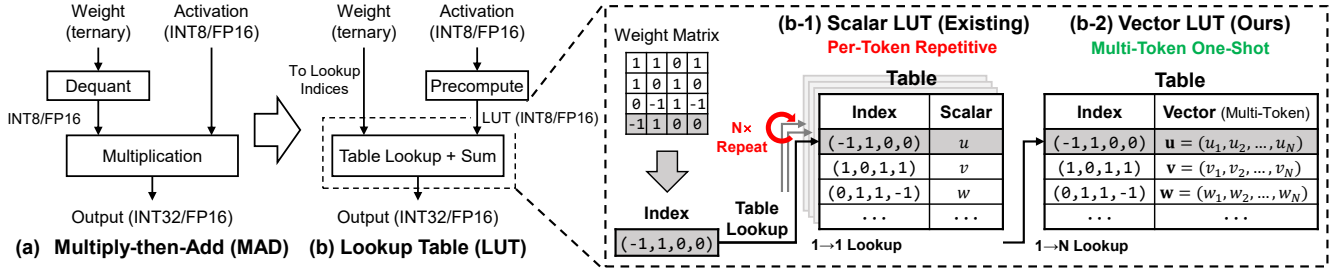 Weight
(ternary)
Activation
(INT8/FP16)
Dequant
INT8/FP16
Multiplication
Output (INT32/FP16)
(a) Multiply-then-Add (MAD)
Weight
(ternary)
Activation
(INT8/FP16)
To Lookup
Indices
Precompute
LUT (INT8/FP16)
Table Lookup + Sum
Output (INT32/FP16)
(b) Lookup Table (LUT)
Weight Matrix
1 1 0 1
1 0 1 0
0 -1 1 -1
-1 1 0 0
Index
(-1,1,0,0)
Table
Lookup
N×
Repeat
(b-1) Scalar LUT (Existing)
Per-Token Repetitive
Table
Index Scalar
(-1,1,0,0) u
(1,0,1,1) v
(0,1,1,-1) w
... ...
1→1 Lookup
(b-2) Vector LUT (Ours)
Multi-Token One-Shot
Table
Index Vector (Multi-Token)
(-1,1,0,0) u = (u₁, u₂, ..., u_N)
(1,0,1,1) v = (v₁, v₂, ..., v_N)
(0,1,1,-1) w = (w₁, w₂, ..., w_N)
... ...
1→N Lookup